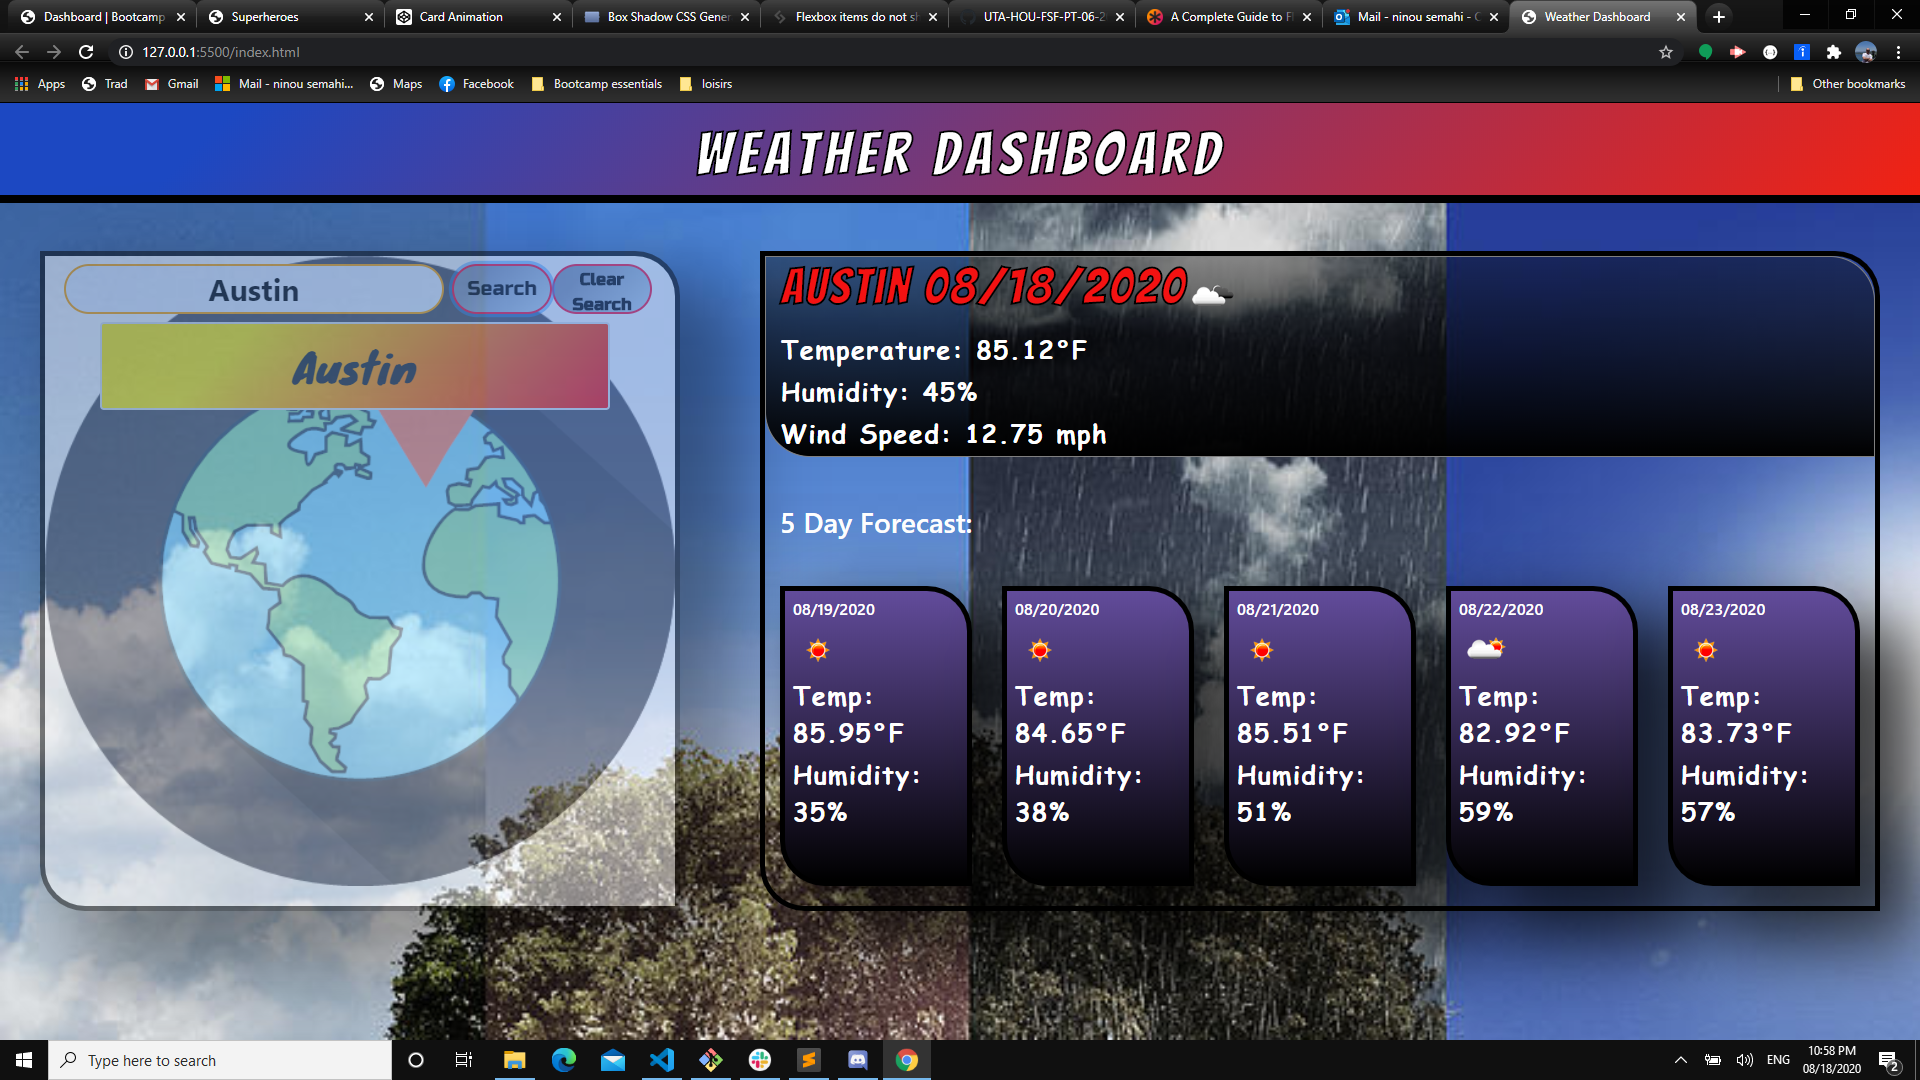 Dashboard | Bootcamp
Superheroes
Card Animation
Box Shadow CSS Gener
Flexbox items do not sh
UTA-HOU-FSF-PT-06-2
A Complete Guide to Fl
Mail - ninou semahi - O
Weather Dashboard
127.0.0.1:5500/index.html
Apps
Trad
Gmail
Mail - ninou semahi...
Maps
Facebook
Bootcamp essentials
loisirs
Other bookmarks
WEATHER DASHBOARD
Austin
Search
Clear
Search
Austin
AUSTIN 08/18/2020
Temperature: 85.12°F
Humidity: 45%
Wind Speed: 12.75 mph
5 Day Forecast:
08/19/2020
Temp:
85.95°F
Humidity:
35%
08/20/2020
Temp:
84.65°F
Humidity:
38%
08/21/2020
Temp:
85.51°F
Humidity:
51%
08/22/2020
Temp:
82.92°F
Humidity:
59%
08/23/2020
Temp:
83.73°F
Humidity:
57%
Type here to search
ENG
10:58 PM
08/18/2020
2